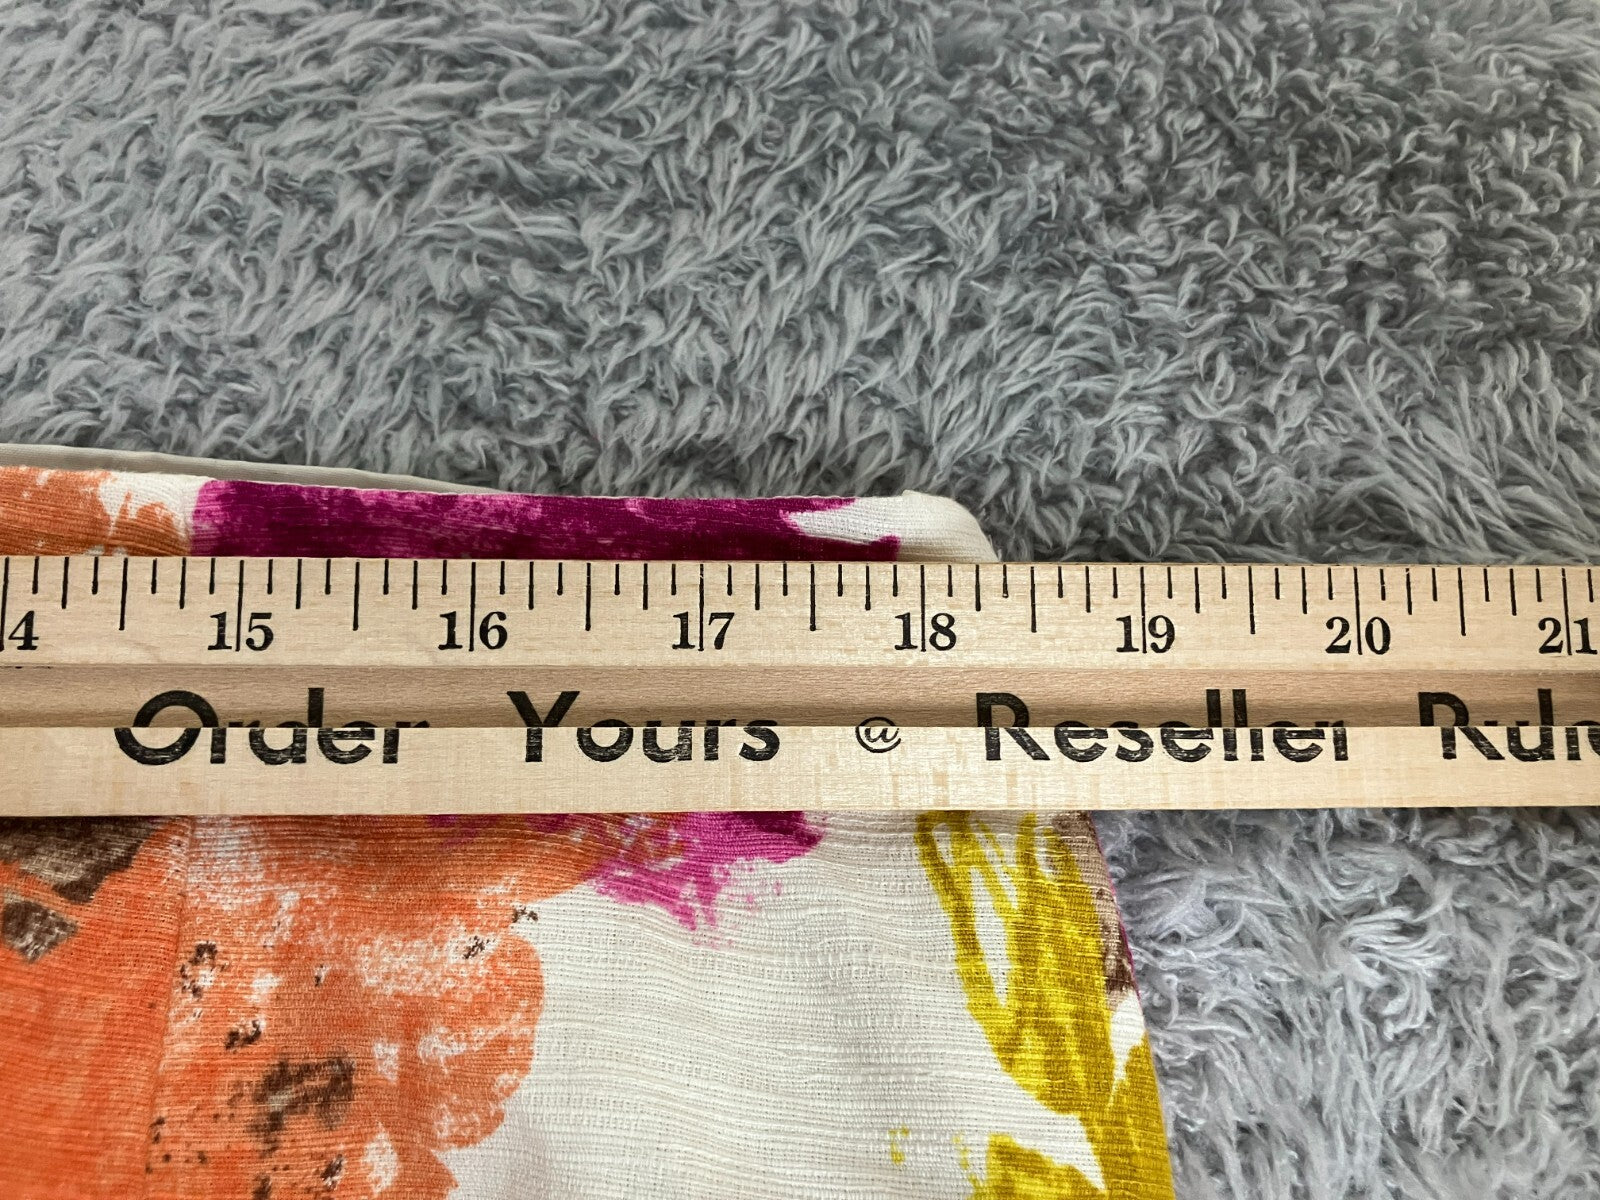 4 15 16 17 18 19 20 21
Order Yours @ Reseller